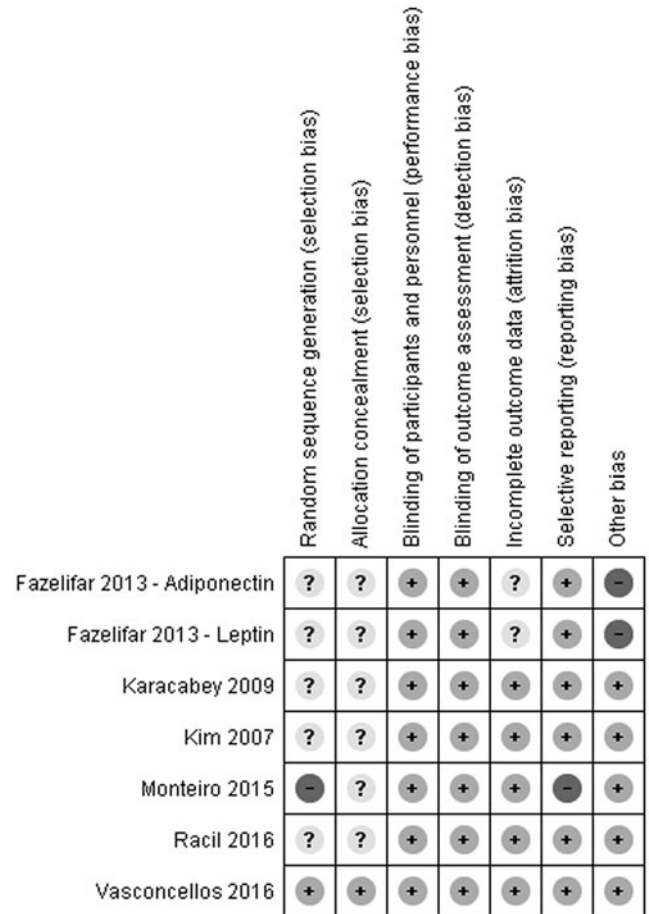 Random sequence generation (selection bias)
Allocation concealment (selection bias)
Blinding of participants and personnel (performance bias)
Blinding of outcome assessment (detection bias)
Incomplete outcome data (attrition bias)
Selective reporting (reporting bias)
Other bias
Fazelifar 2013 - Adiponectin ? ? + + ? + -
Fazelifar 2013 - Leptin ? ? + + ? + -
Karacabey 2009 ? ? + + + + +
Kim 2007 ? ? + + + + +
Monteiro 2015 - ? + + + - +
Racil 2016 ? ? + + + + +
Vasconcellos 2016 + + + + + + +